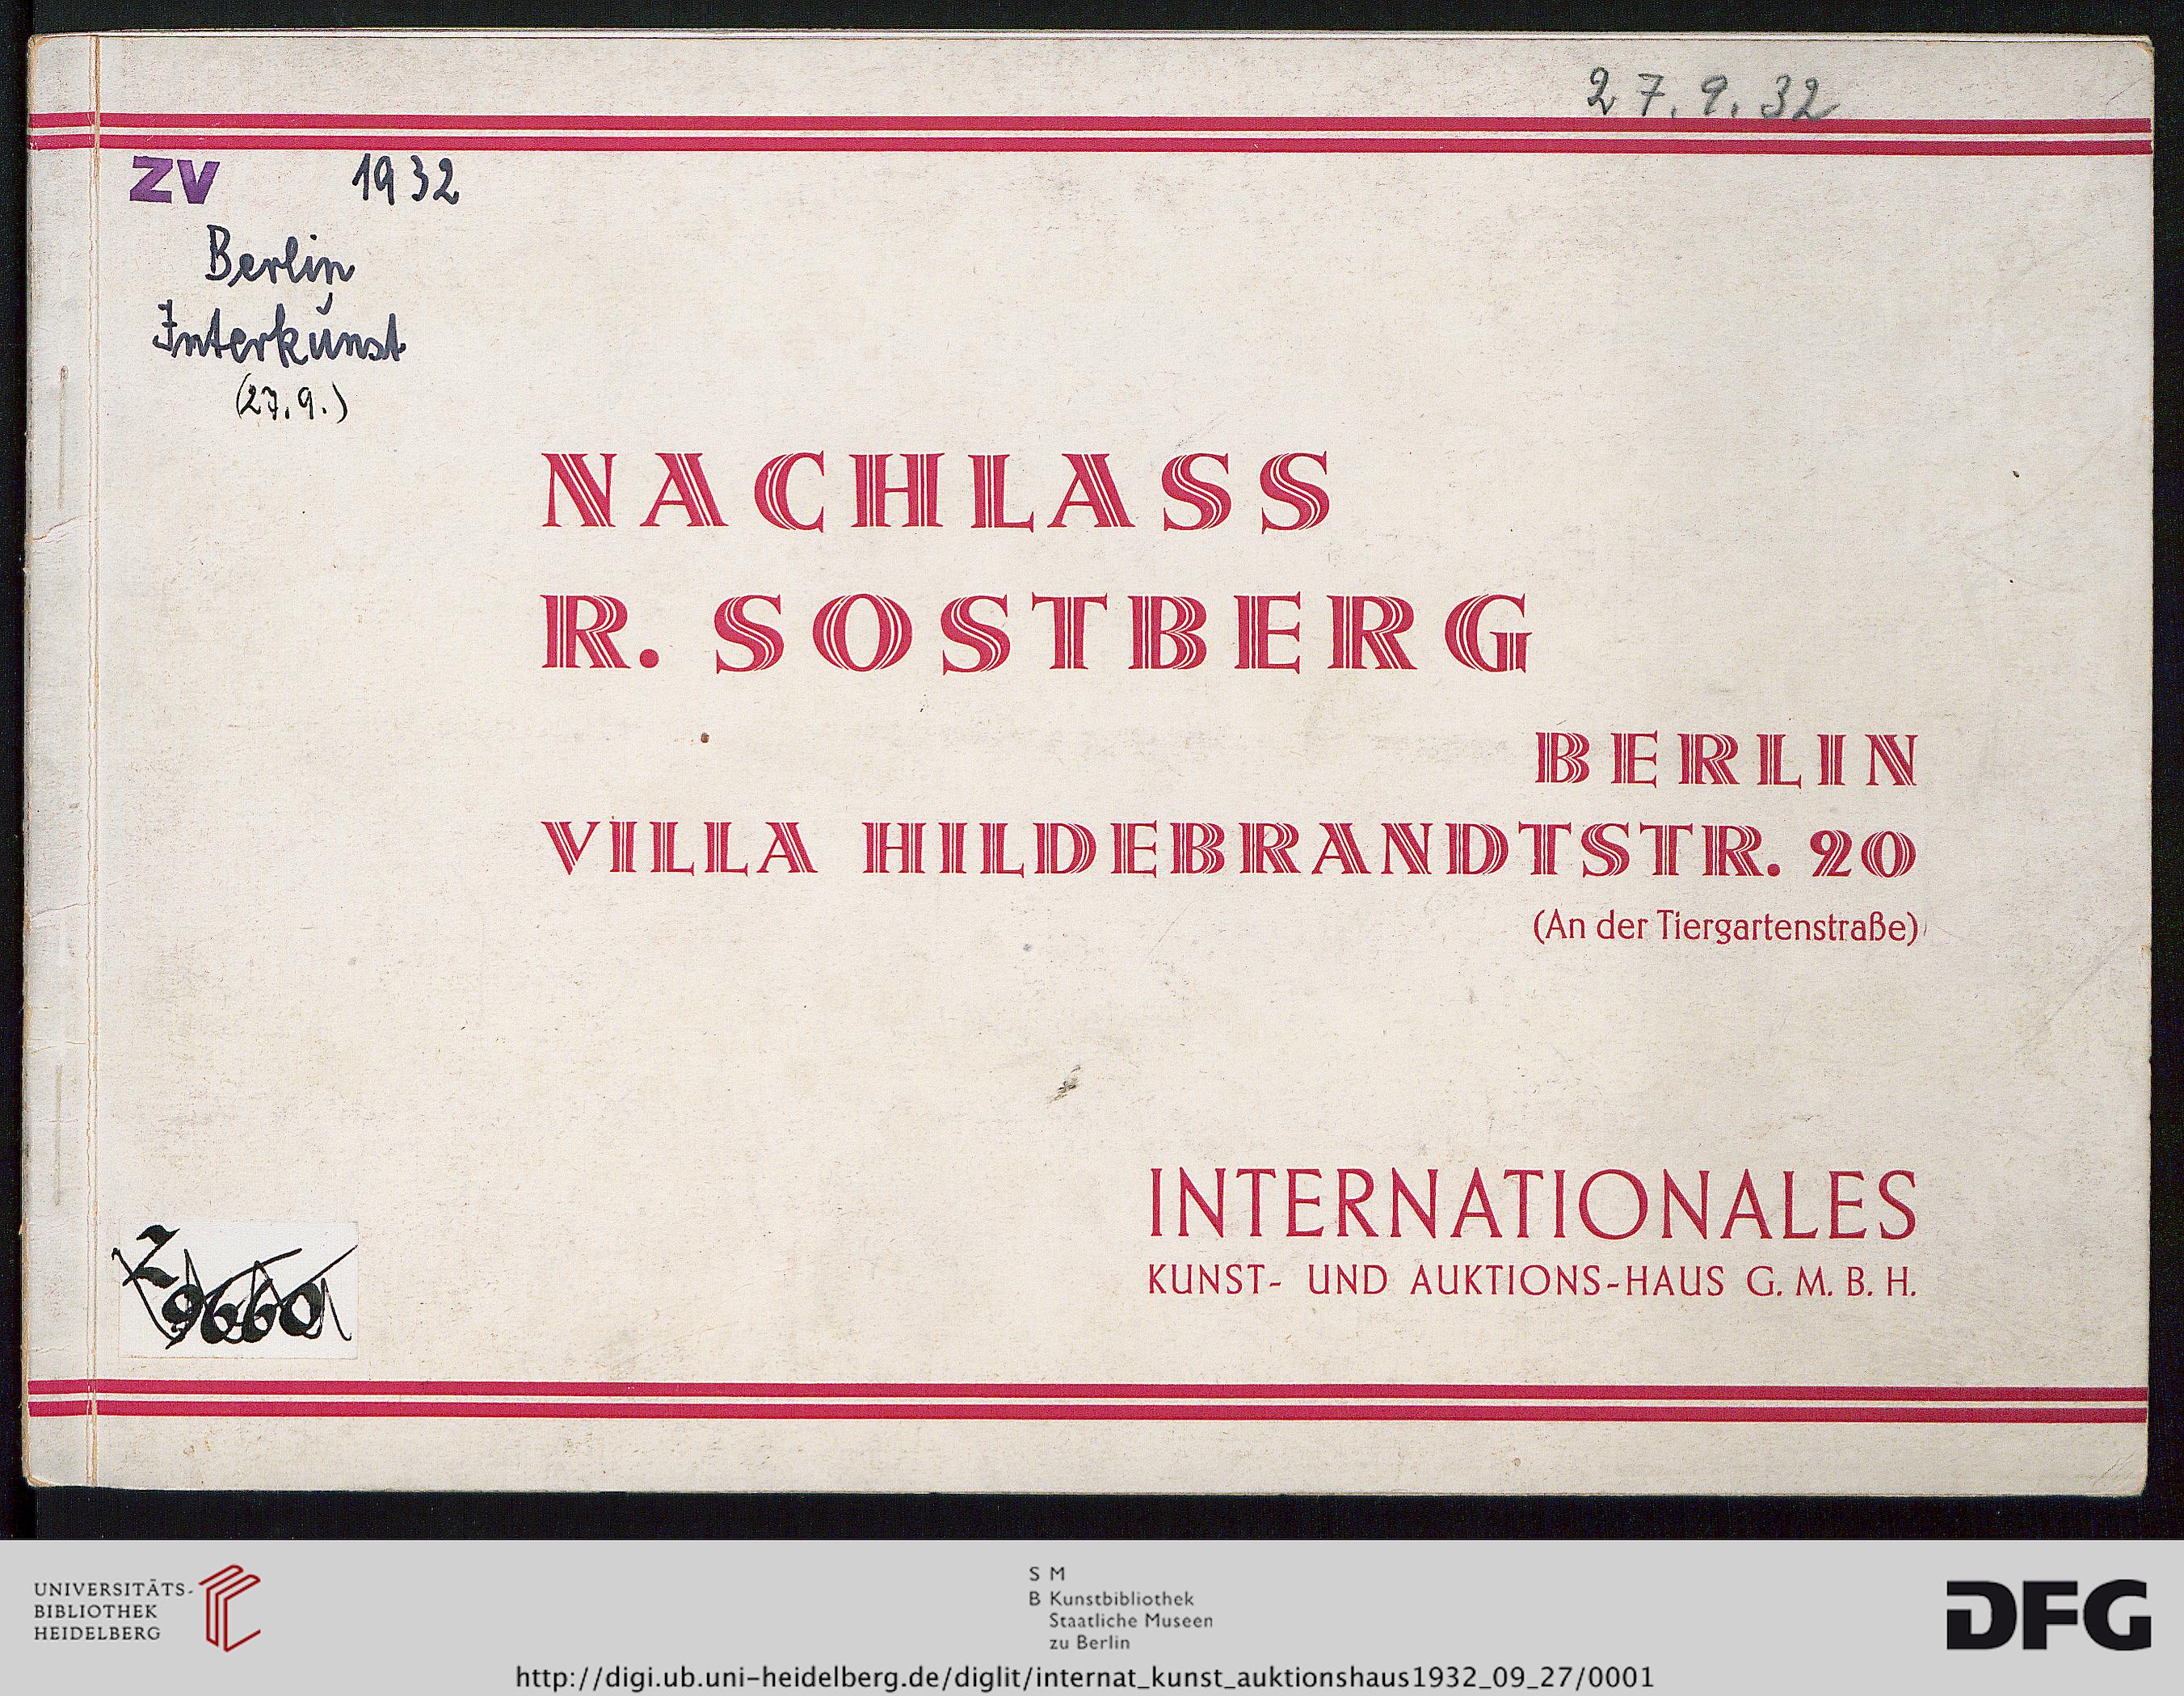 27. 9. 32
ZV 1932
Berlin
Interkunst
(27.9.)
NACHLASS
R. SOSTBERG
BERLIN
VILLA HILDEBRANDTSTR. 20
(An der Tiergartenstraße)
INTERNATIONALES
KUNST- UND AUKTIONS-HAUS G. M. B. H.
Z
9660
UNIVERSITÄTS-
BIBLIOTHEK
HEIDELBERG
S M
B Kunstbibliothek
Staatliche Museen
zu Berlin
DFG
http://digi.ub.uni-heidelberg.de/diglit/internat_kunst_auktionshaus1932_09_27/0001